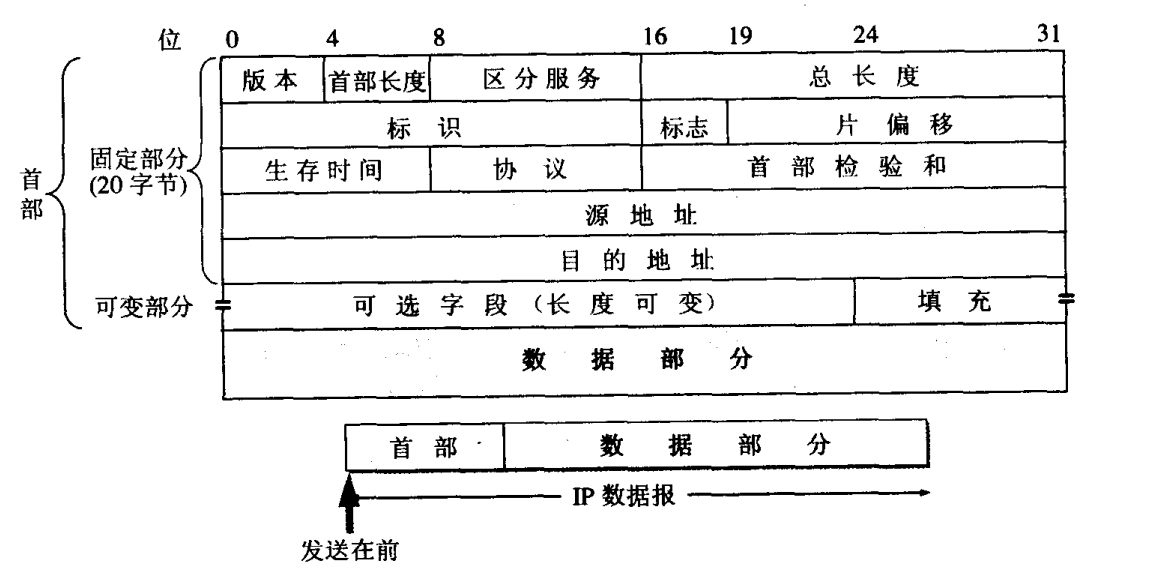 位 0 4 8 16 19 24 31
版本 首部长度 区分服务 总长度
标识 标志 片偏移
固定部分
(20字节)
生存时间 协议 首部检验和
首部
源地址
目的地址
可变部分 可选字段（长度可变） 填充
数据部分
首部 数据部分
IP数据报
发送在前